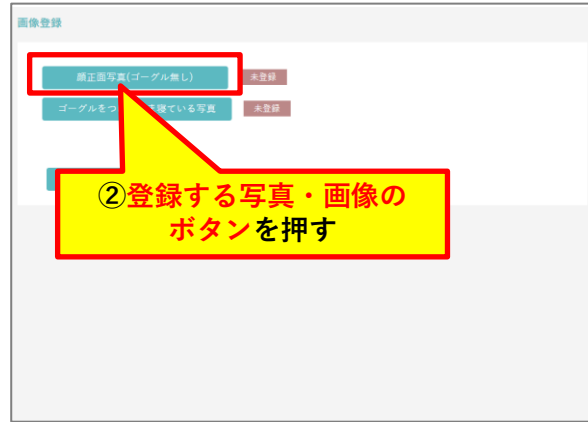 画像登録
顔正面写真(ゴーグル無し) 未登録
ゴーグルをつ 寝ている写真 未登録
②登録する写真・画像の
ボタンを押す